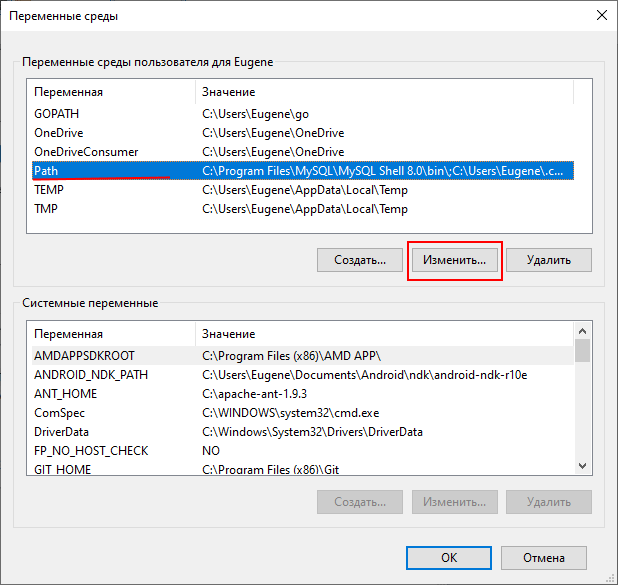 Переменные среды
Переменные среды пользователя для Eugene
Переменная Значение
GOPATH C:\Users\Eugene\go
OneDrive C:\Users\Eugene\OneDrive
OneDriveConsumer C:\Users\Eugene\OneDrive
Path C:\Program Files\MySQL\MySQL Shell 8.0\bin\;C:\Users\Eugene\.c...
TEMP C:\Users\Eugene\AppData\Local\Temp
TMP C:\Users\Eugene\AppData\Local\Temp
Создать... Изменить... Удалить
Системные переменные
Переменная Значение
AMDAPPSDKROOT C:\Program Files (x86)\AMD APP\
ANDROID_NDK_PATH C:\Users\Eugene\Documents\Android\ndk\android-ndk-r10e
ANT_HOME C:\apache-ant-1.9.3
ComSpec C:\WINDOWS\system32\cmd.exe
DriverData C:\Windows\System32\Drivers\DriverData
FP_NO_HOST_CHECK NO
GIT_HOME C:\Program Files (x86)\Git
Создать... Изменить... Удалить
ОК Отмена